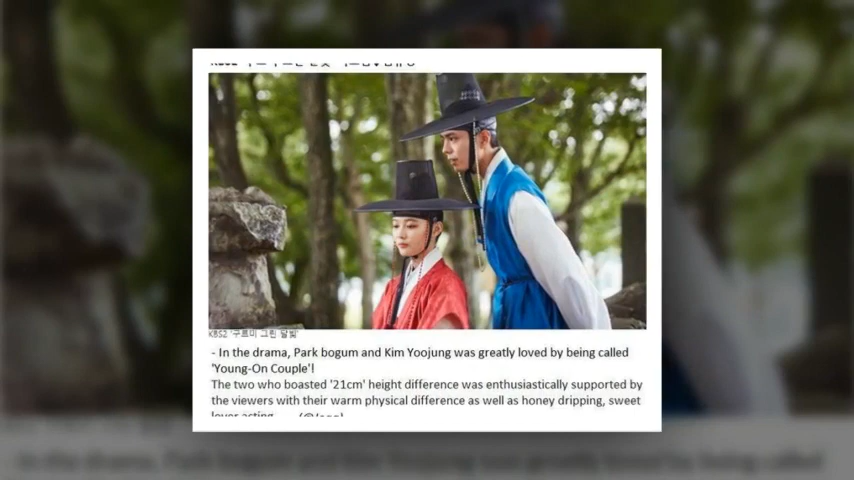 KBS2 '구르미 그린 달빛'
- In the drama, Park bogum and Kim Yoojung was greatly loved by being called
'Young-On Couple'!
The two who boasted '21cm' height difference was enthusiastically supported by
the viewers with their warm physical difference as well as honey dripping, sweet
lover acting